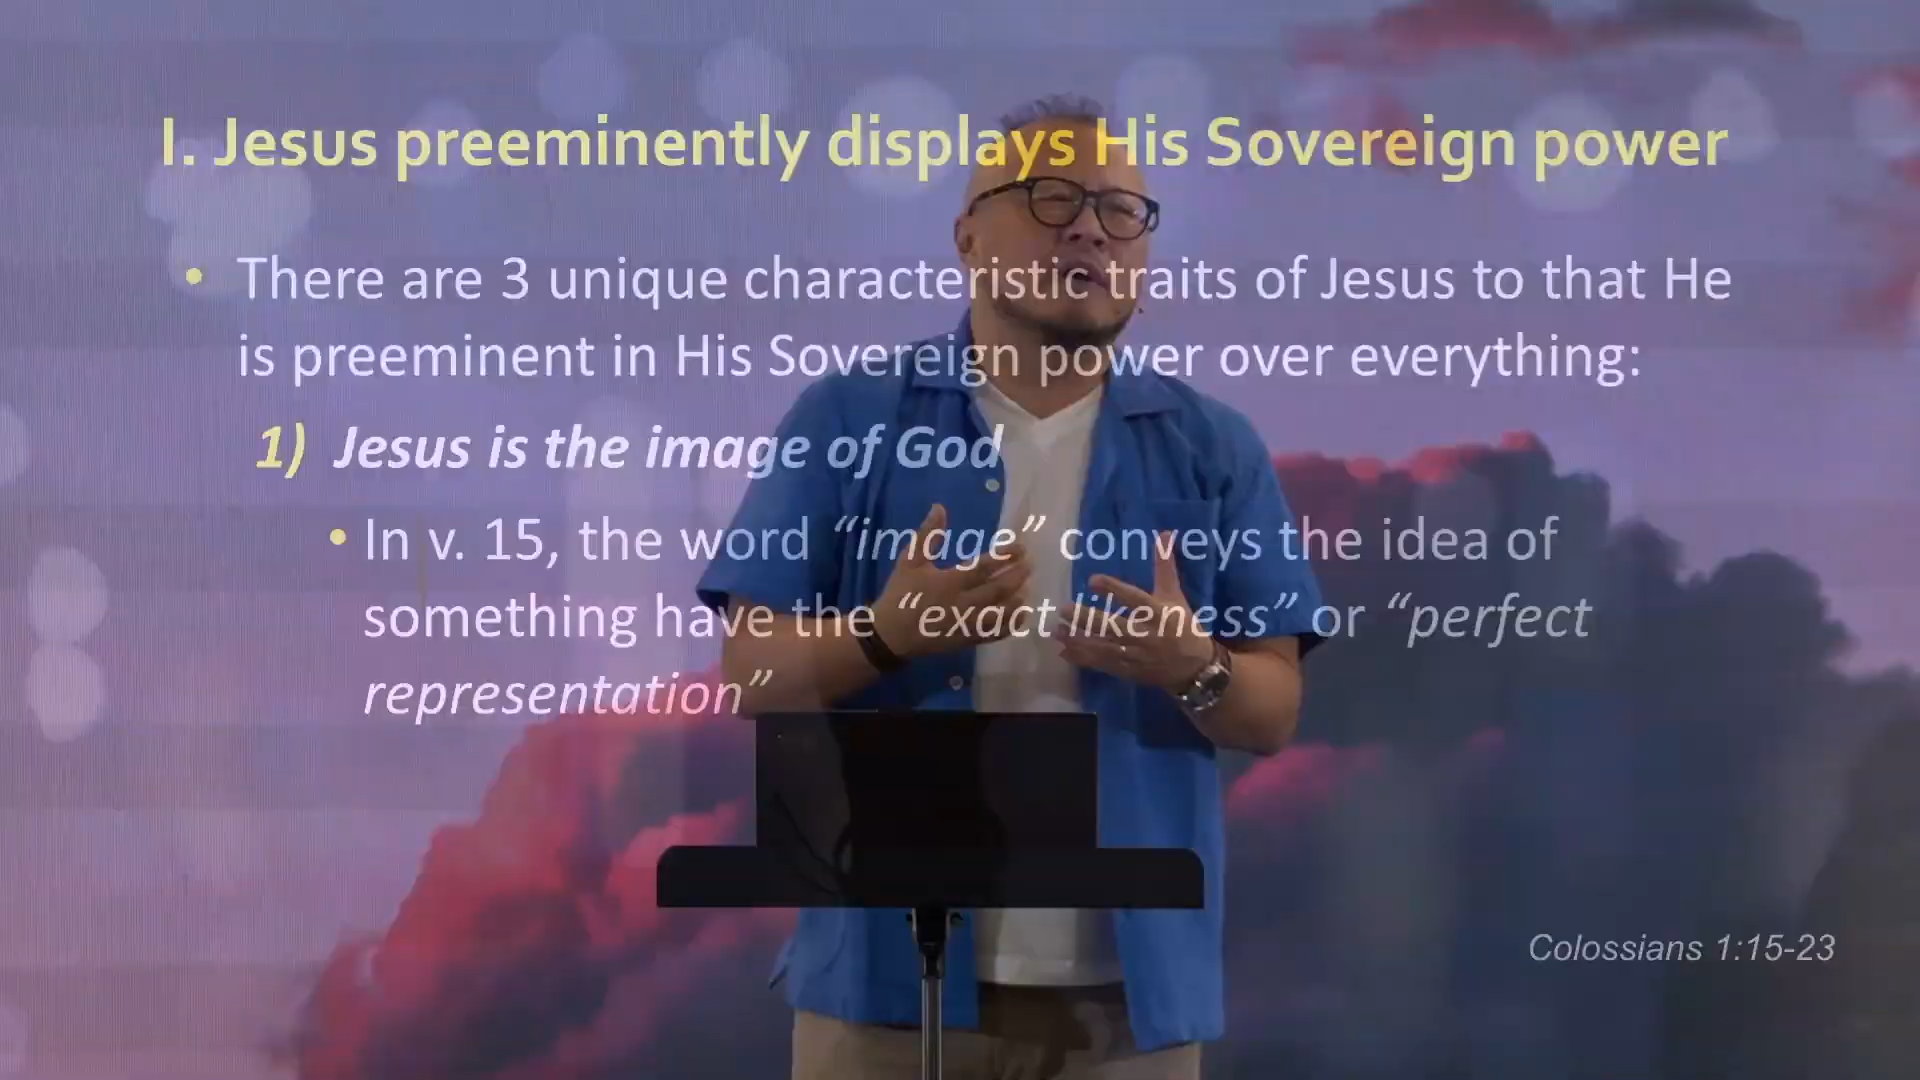 I. Jesus preeminently displays His Sovereign power
• There are 3 unique characteristic traits of Jesus to that He
is preeminent in His Sovereign power over everything:
1) Jesus is the image of God
• In v. 15, the word “image” conveys the idea of
something have the “exact likeness” or “perfect
representation”
Colossians 1:15-23